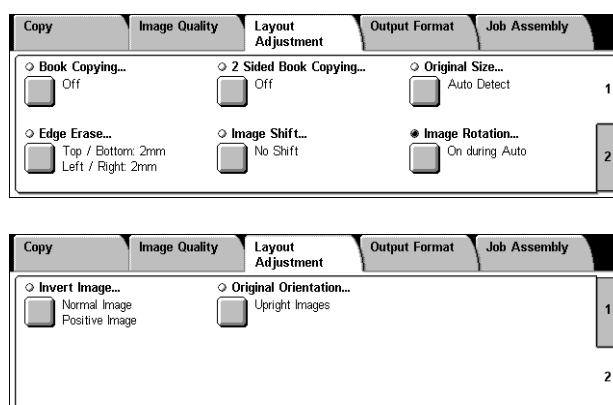 Copy Image Quality Layout Adjustment Output Format Job Assembly
Book Copying... 2 Sided Book Copying... Original Size...
Off Off Auto Detect
1
Edge Erase... Image Shift... Image Rotation...
Top / Bottom: 2mm No Shift On during Auto
Left / Right: 2mm
2
Copy Image Quality Layout Adjustment Output Format Job Assembly
Invert Image... Original Orientation...
Normal Image Upright Images
Positive Image
1
2